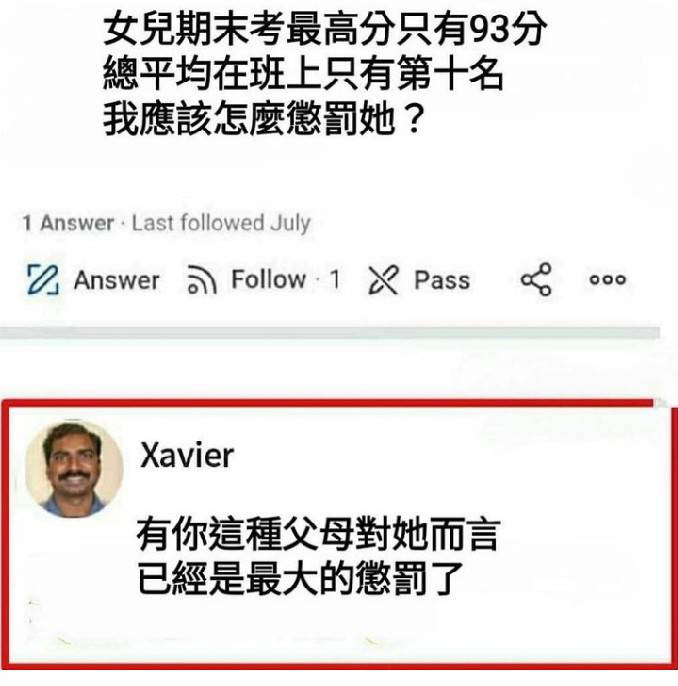 女兒期末考最高分只有93分
總平均在班上只有第十名
我應該怎麼懲罰她？
1 Answer · Last followed July
Answer Follow · 1 Pass
Xavier
有你這種父母對她而言
已經是最大的懲罰了